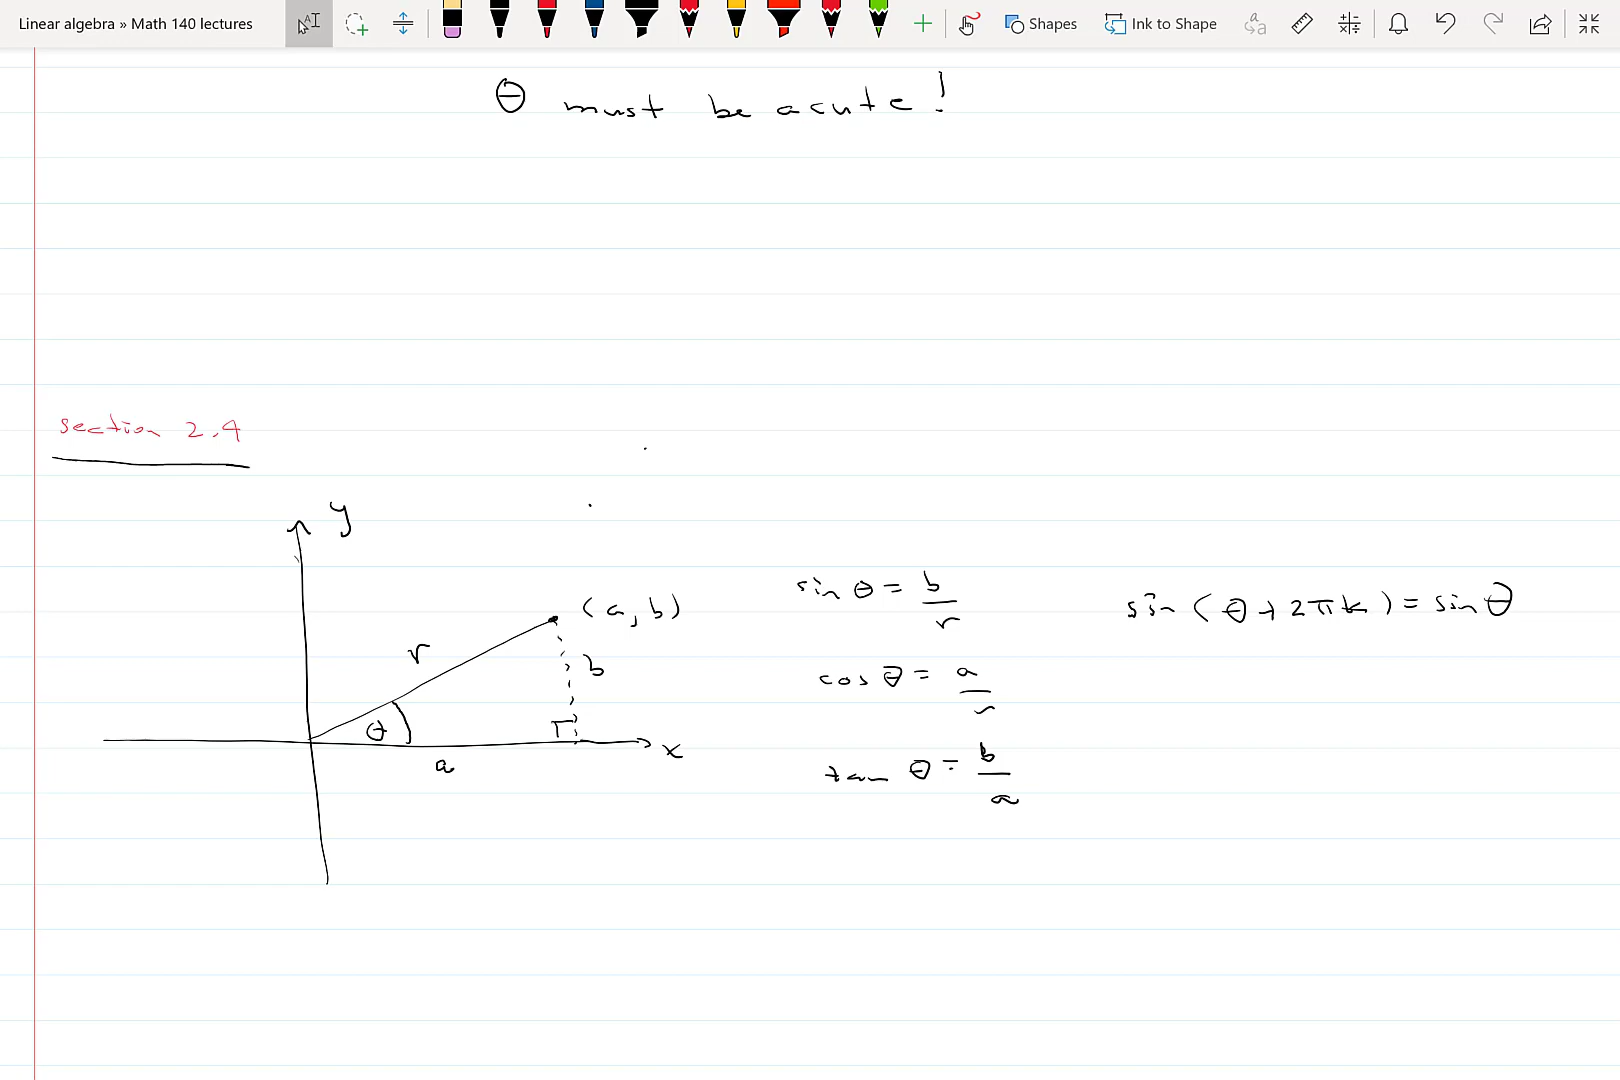 Linear algebra » Math 140 lectures
Shapes
Ink to Shape
θ must be acute!
section 2.4
y
(a, b)
r
b
θ
a
x
sin θ = b/r
cos θ = a/r
tan θ = b/a
sin (θ + 2πk) = sin θ